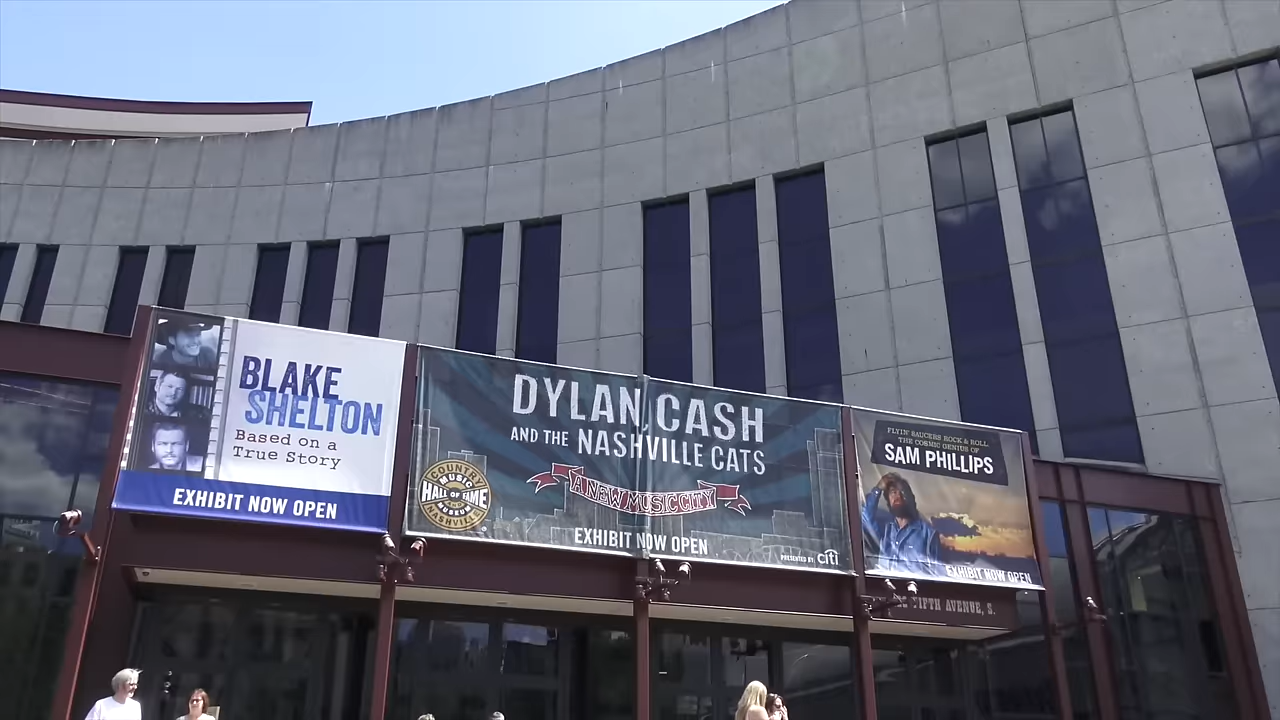 BLAKE
SHELTON
Based on a
True Story
EXHIBIT NOW OPEN
DYLAN, CASH
AND THE NASHVILLE CATS
A NEW MUSIC CITY
COUNTRY
MUSIC
HALL OF FAME
AND
MUSEUM
NASHVILLE
EXHIBIT NOW OPEN
PRESENTED BY citi
FLYIN' SAUCERS ROCK & ROLL
THE COSMIC GENIUS OF
SAM PHILLIPS
EXHIBIT NOW OPEN
FIFTH AVENUE, S.